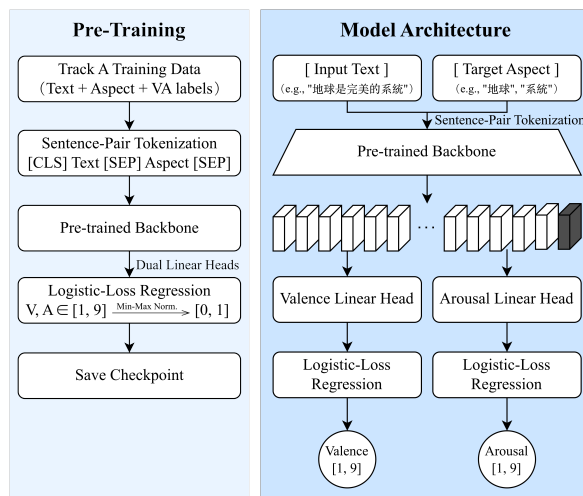 Pre-Training
Track A Training Data
(Text + Aspect + VA labels)
Sentence-Pair Tokenization
[CLS] Text [SEP] Aspect [SEP]
Pre-trained Backbone
Dual Linear Heads
Logistic-Loss Regression
V, A ∈ [1, 9] Min-Max Norm. [0, 1]
Save Checkpoint
Model Architecture
[ Input Text ]
(e.g., "地球是完美的系統")
[ Target Aspect ]
(e.g., "地球", "系統")
Sentence-Pair Tokenization
Pre-trained Backbone
...
Valence Linear Head
Arousal Linear Head
Logistic-Loss
Regression
Logistic-Loss
Regression
Valence
[1, 9]
Arousal
[1, 9]